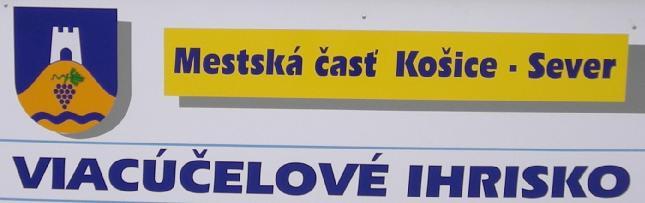 Mestská časť Košice - Sever
VIACÚČELOVÉ IHRISKO